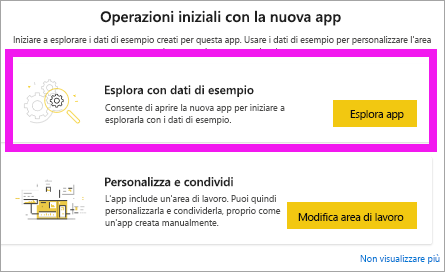 Operazioni iniziali con la nuova app
Iniziare a esplorare i dati di esempio creati per questa app. Usare i dati di esempio per personalizzare l'area
Esplora con dati di esempio
Consente di aprire la nuova app per iniziare a
esplorarla con i dati di esempio.
Esplora app
Personalizza e condividi
L'app include un'area di lavoro. Puoi quindi
personalizzarla e condividerla, proprio come
un'app creata manualmente.
Modifica area di lavoro
Non visualizzare più